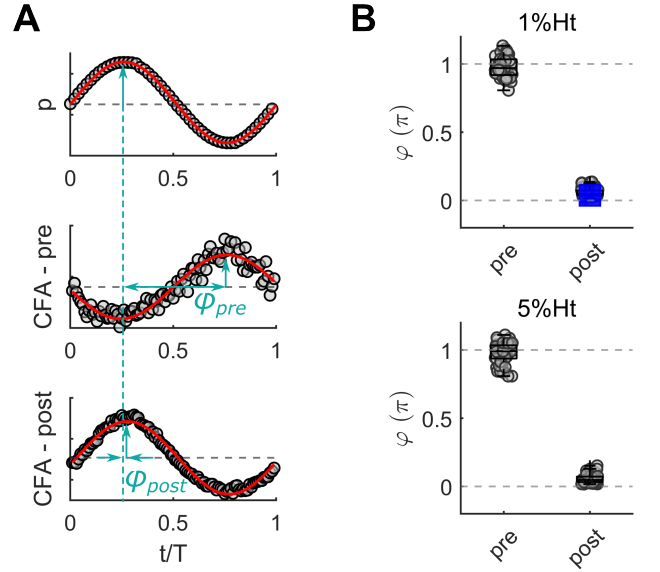 A
p
0 0.5 1
CFA - pre
φpre
0 0.5 1
CFA - post
φpost
0 0.5 1
t/T
B
1%Ht
φ (π)
1
0.5
0
pre post
5%Ht
φ (π)
1
0.5
0
pre post